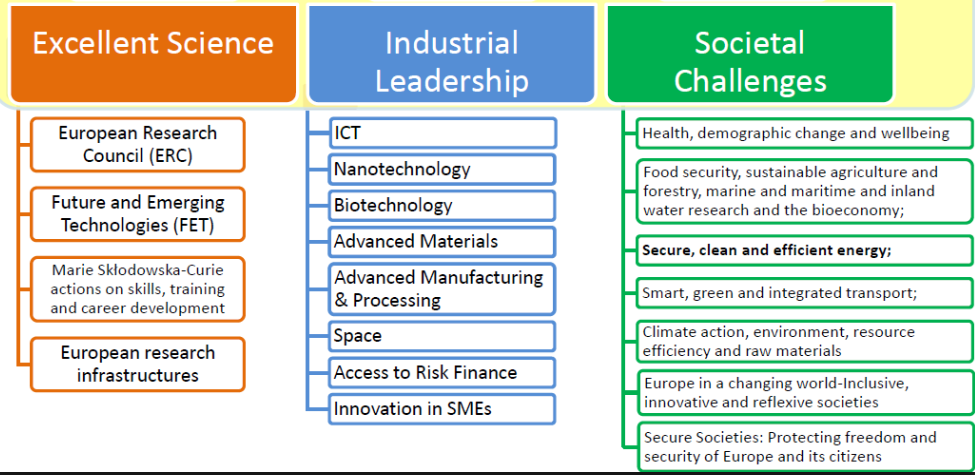 Excellent Science
European Research
Council (ERC)
Future and Emerging
Technologies (FET)
Marie Skłodowska-Curie
actions on skills, training
and career development
European research
infrastructures
Industrial
Leadership
ICT
Nanotechnology
Biotechnology
Advanced Materials
Advanced Manufacturing
& Processing
Space
Access to Risk Finance
Innovation in SMEs
Societal
Challenges
Health, demographic change and wellbeing
Food security, sustainable agriculture and
forestry, marine and maritime and inland
water research and the bioeconomy;
Secure, clean and efficient energy;
Smart, green and integrated transport;
Climate action, environment, resource
efficiency and raw materials
Europe in a changing world-Inclusive,
innovative and reflexive societies
Secure Societies: Protecting freedom and
security of Europe and its citizens